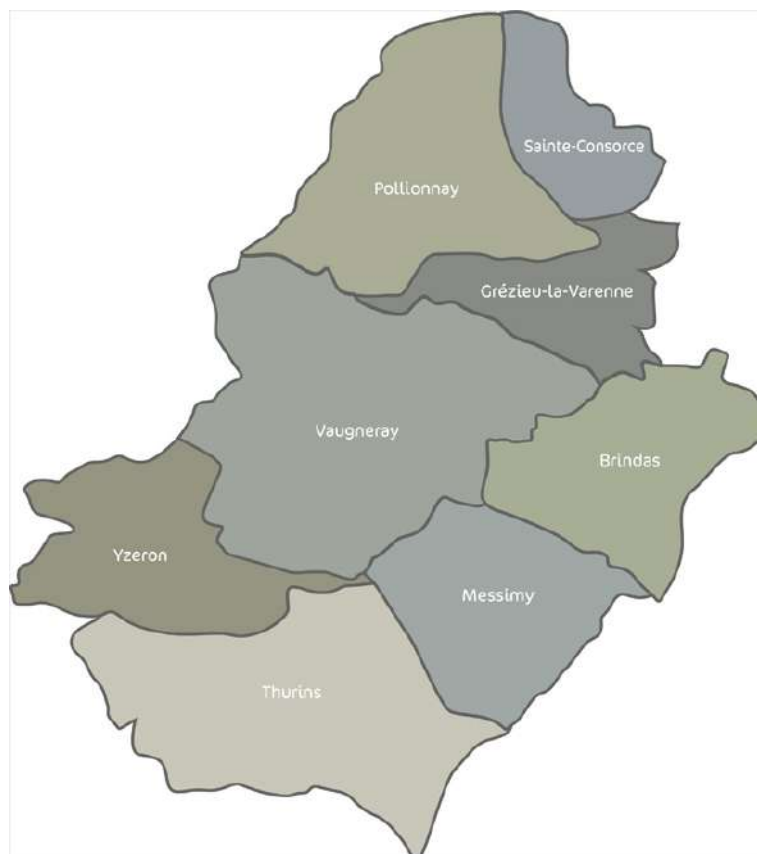 Sainte-Consorce
Pollionnay
Grézieu-la-Varenne
Vaugneray
Brindas
Yzeron
Messimy
Thurins